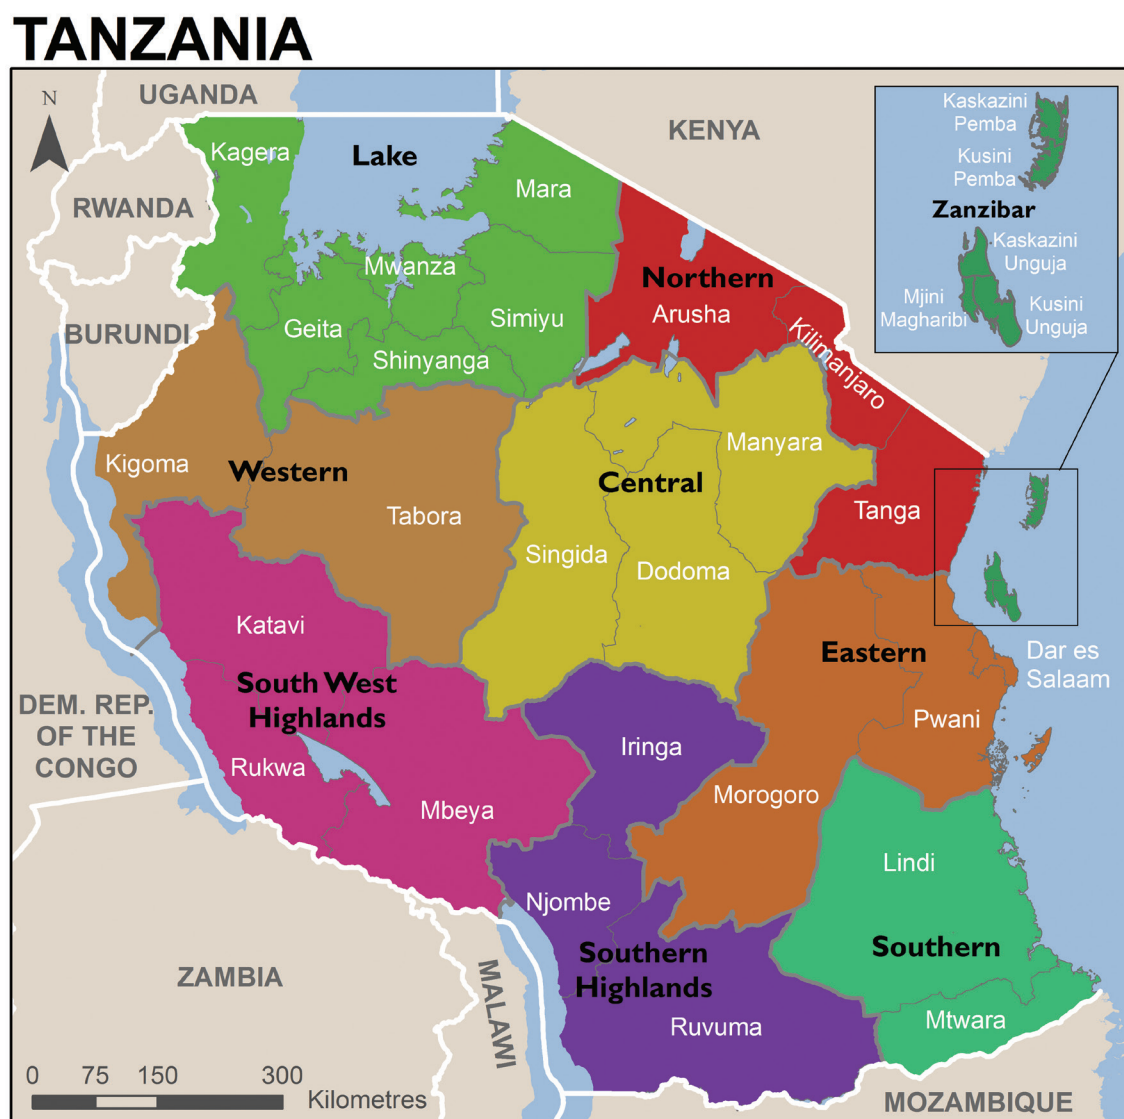 TANZANIA
UGANDA
N
KENYA
Kaskazini
Pemba
Kusini
Pemba
Zanzibar
Kaskazini
Unguja
Mjini
Magharibi
Kusini
Unguja
Kagera
Lake
Mara
RWANDA
Mwanza
Northern
Arusha
BURUNDI
Geita
Simiyu
Kilimanjaro
Shinyanga
Manyara
Kigoma
Western
Central
Tabora
Tanga
Singida
Dodoma
Katavi
Eastern
Dar es
Salaam
South West
Highlands
DEM. REP.
OF THE
CONGO
Pwani
Iringa
Rukwa
Mbeya
Morogoro
Lindi
Njombe
Southern
Southern
Highlands
ZAMBIA
MALAWI
Ruvuma
Mtwara
0 75 150 300
Kilometres
MOZAMBIQUE